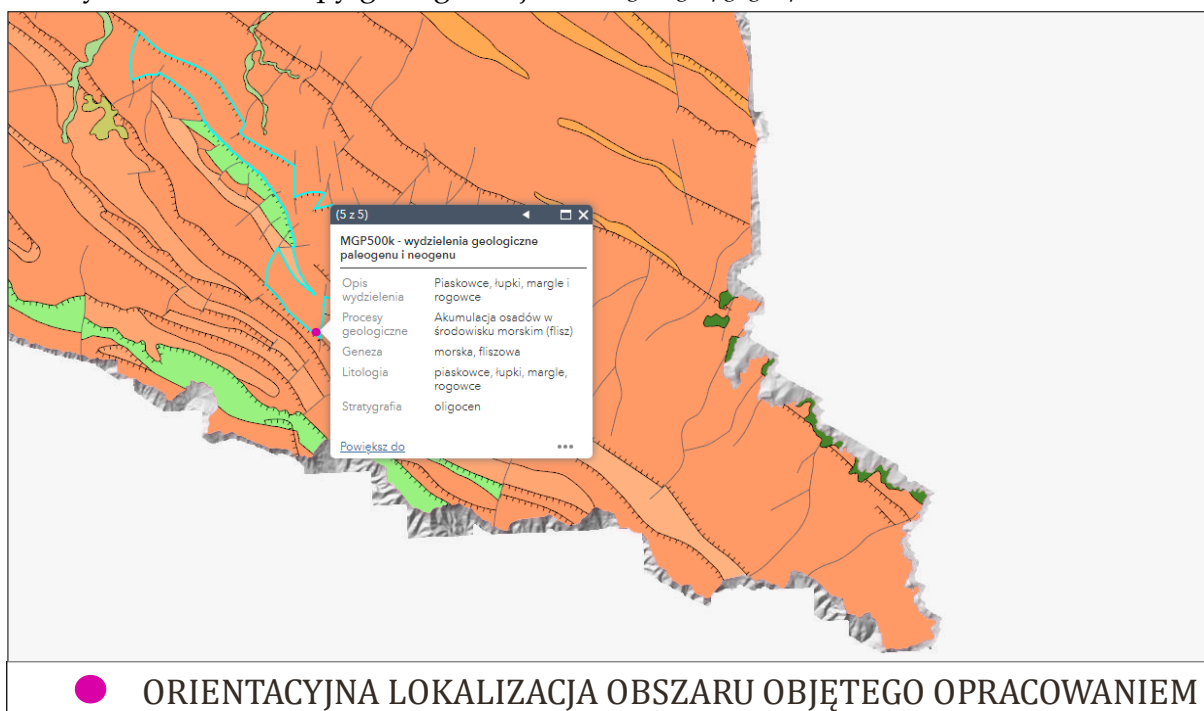 (5 z 5)
MGP500k - wydzielenia geologiczne
paleogenu i neogenu
Opis wydzielenia Piaskowce, łupki, margle i rogowce
Procesy geologiczne Akumulacja osadów w środowisku morskim (flisz)
Geneza morska, fliszowa
Litologia piaskowce, łupki, margle, rogowce
Stratygrafia oligocen
Powiększ do
ORIENTACYJNA LOKALIZACJA OBSZARU OBJĘTEGO OPRACOWANIEM